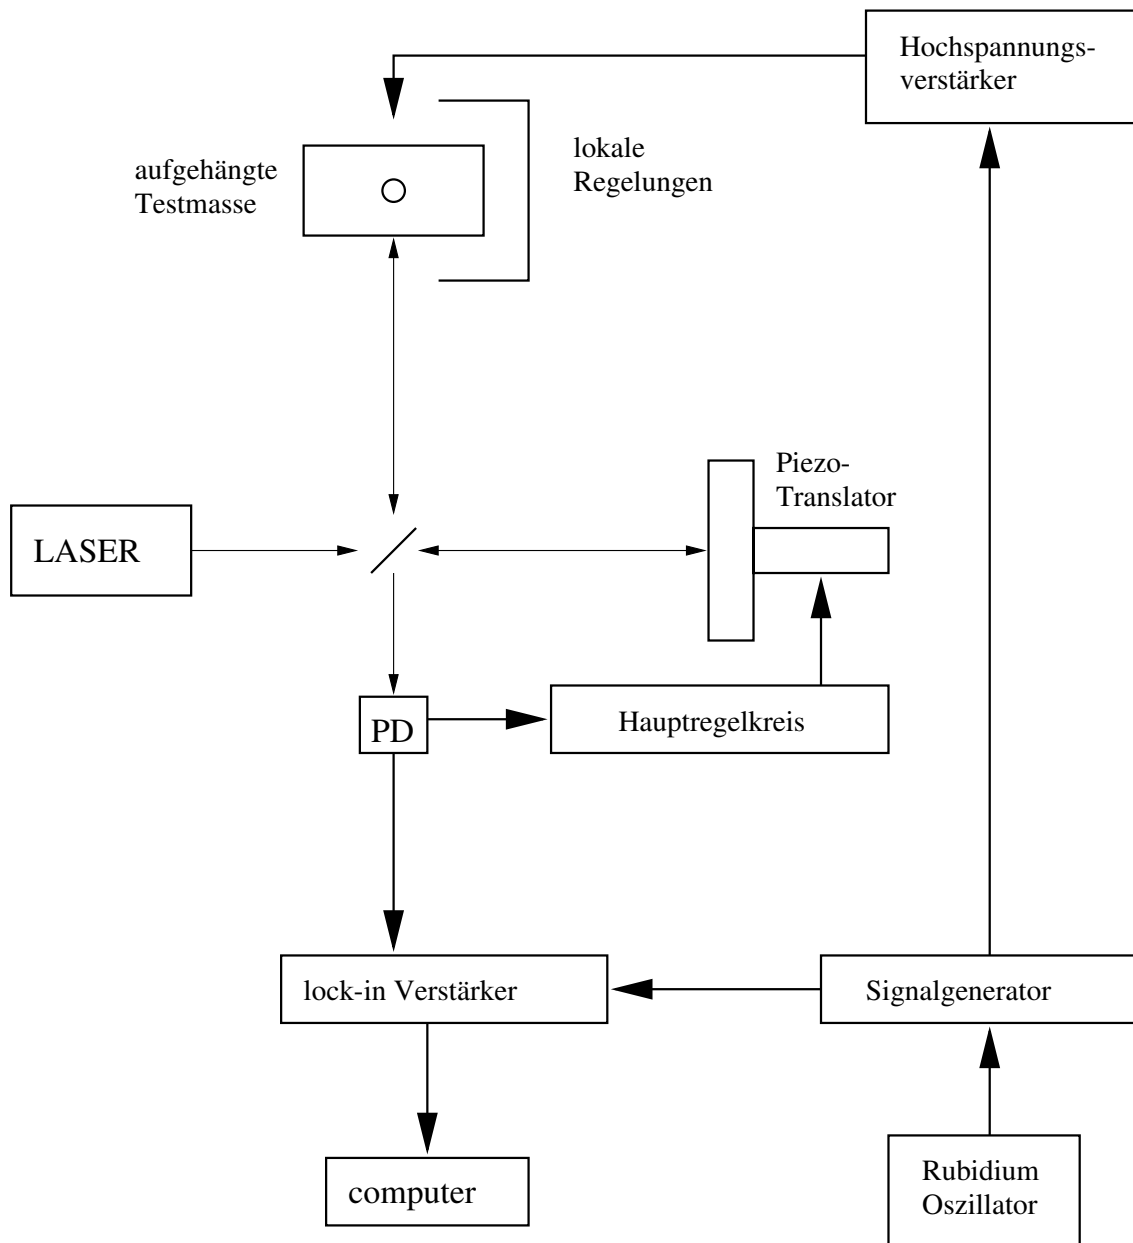 Hochspannungs-
verstärker
lokale
Regelungen
aufgehängte
Testmasse
Piezo-
Translator
LASER
PD
Hauptregelkreis
lock-in Verstärker
Signalgenerator
computer
Rubidium
Oszillator